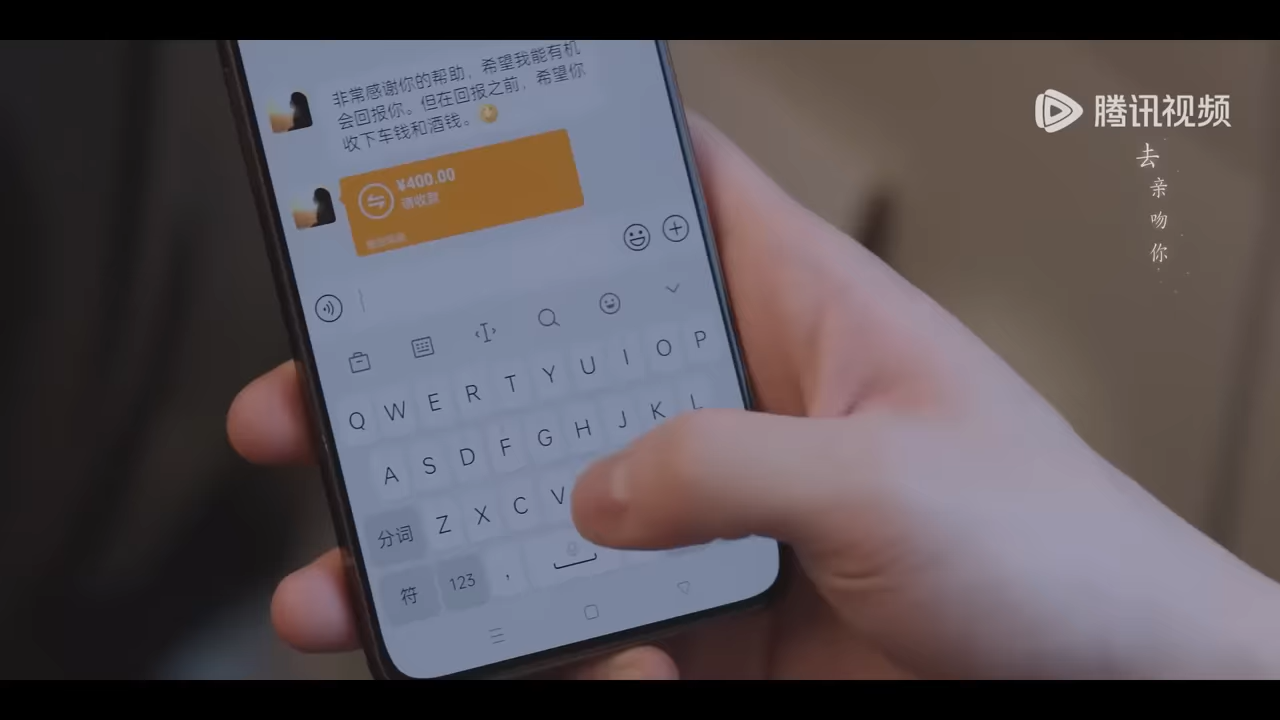 非常感谢你的帮助，希望我能有机
会回报你。但在回报之前，希望你
收下车钱和酒钱。
¥400.00
请收款
腾讯视频
去
亲
吻
你
Q W E R T Y U I O P
A S D F G H J K L
分词 Z X C V
符 123 ，